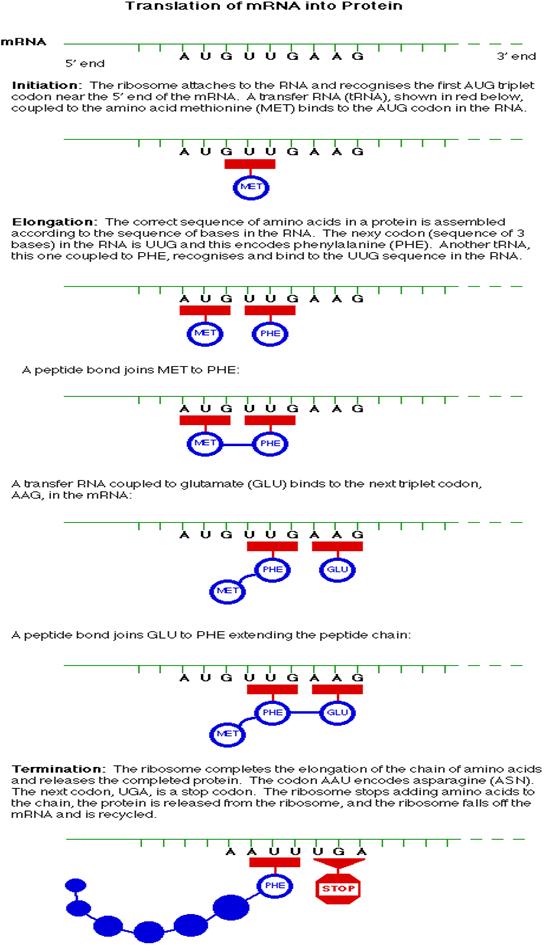 Translation of mRNA into Protein
mRNA
5' end
A U G U U G A A G
3' end
Initiation: The ribosome attaches to the RNA and recognises the first AUG triplet
codon near the 5' end of the mRNA. A transfer RNA (tRNA), shown in red below,
coupled to the amino acid methionine (MET) binds to the AUG codon in the RNA.
A U G U U G A A G
MET
Elongation: The correct sequence of amino acids in a protein is assembled
according to the sequence of bases in the RNA. The nexy codon (sequence of 3
bases) in the RNA is UUG and this encodes phenylalanine (PHE). Another tRNA,
this one coupled to PHE, recognises and bind to the UUG sequence in the RNA.
A U G U U G A A G
MET PHE
A peptide bond joins MET to PHE:
A U G U U G A A G
MET PHE
A transfer RNA coupled to glutamate (GLU) binds to the next triplet codon,
AAG, in the mRNA:
A U G U U G A A G
PHE GLU
MET
A peptide bond joins GLU to PHE extending the peptide chain:
A U G U U G A A G
PHE GLU
MET
Termination: The ribosome completes the elongation of the chain of amino acids
and releases the completed protein. The codon AAU encodes asparagine (ASN).
The next codon, UGA, is a stop codon. The ribosome stops adding amino acids to
the chain, the protein is released from the ribosome, and the ribosome falls off the
mRNA and is recycled.
A A U U U G A
PHE STOP